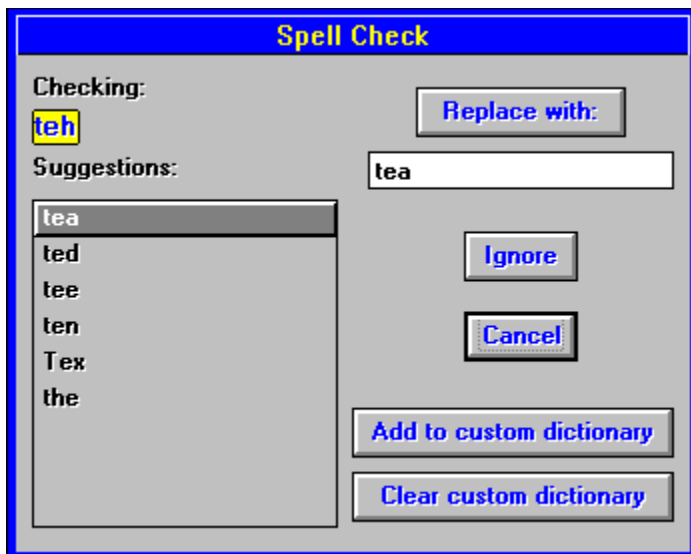 Spell Check
Checking:
teh
Suggestions:
tea
ted
tee
ten
Tex
the
Replace with:
tea
Ignore
Cancel
Add to custom dictionary
Clear custom dictionary